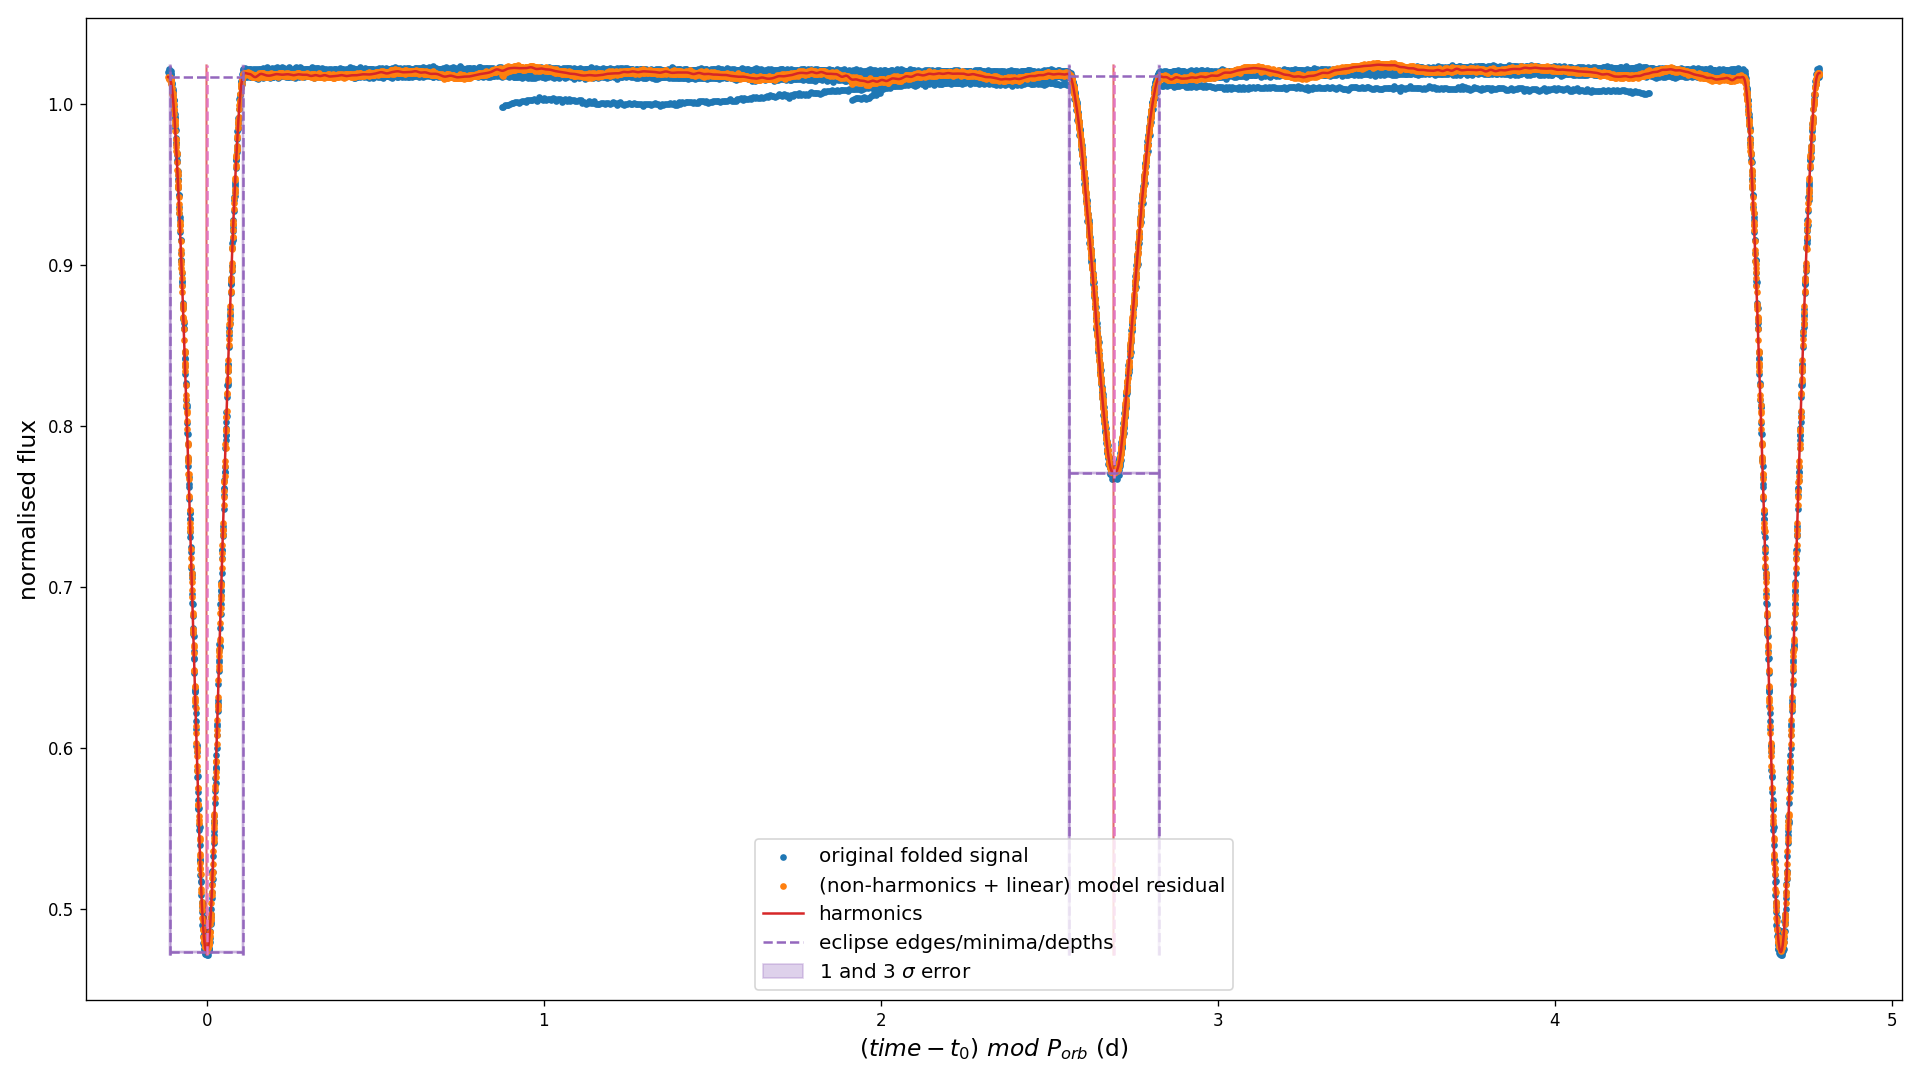 1.0
0.9
0.8
0.7
0.6
0.5
normalised flux
original folded signal
(non-harmonics + linear) model residual
harmonics
eclipse edges/minima/depths
1 and 3 σ error
0 1 2 3 4 5
(time − t₀) mod Pₒᵣᵦ (d)